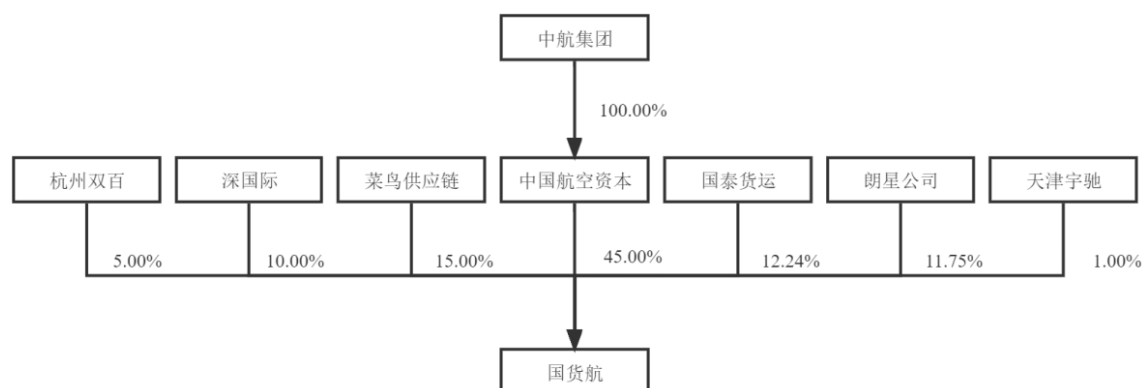 中航集团
100.00%
杭州双百
深国际
菜鸟供应链
中国航空资本
国泰货运
朗星公司
天津宇驰
5.00%
10.00%
15.00%
45.00%
12.24%
11.75%
1.00%
国货航